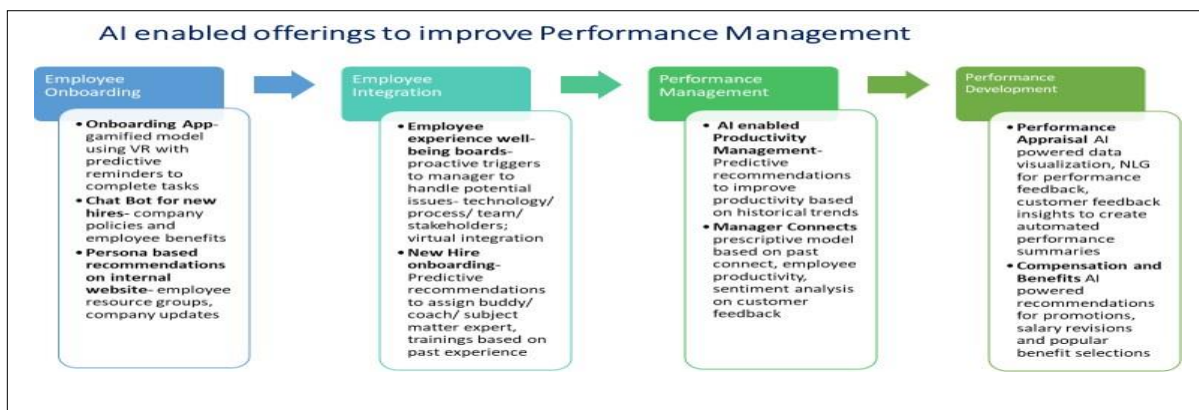 AI enabled offerings to improve Performance Management
Employee
Onboarding
• Onboarding App-
gamified model
using VR with
predictive
reminders to
complete tasks
• Chat Bot for new
hires- company
policies and
employee benefits
• Persona based
recommendations
on internal
website- employee
resource groups,
company updates
Employee
Integration
• Employee
experience well-
being boards-
proactive triggers
to manager to
handle potential
issues- technology/
process/ team/
stakeholders;
virtual integration
• New Hire
onboarding-
Predictive
recommendations
to assign buddy/
coach/ subject
matter expert,
trainings based on
past experience
Performance
Management
• AI enabled
Productivity
Management-
Predictive
recommendations
to improve
productivity based
on historical trends
• Manager Connects
prescriptive model
based on past
connect, employee
productivity,
sentiment analysis
on customer
feedback
Performance
Development
• Performance
Appraisal AI
powered data
visualization, NLG
for performance
feedback,
customer feedback
insights to create
automated
performance
summaries
• Compensation and
Benefits AI
powered
recommendations
for promotions,
salary revisions
and popular
benefit selections